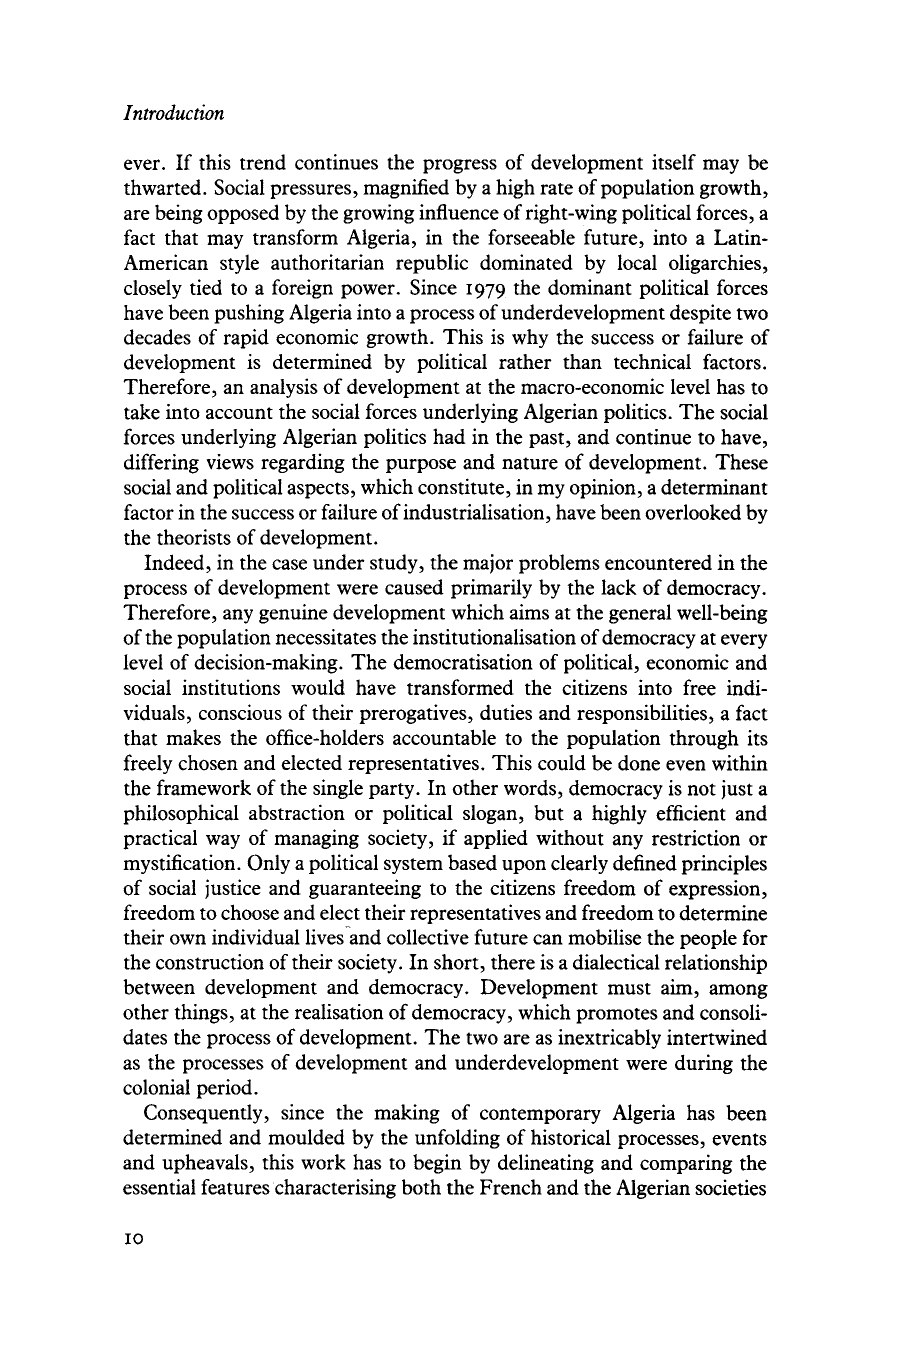 Introduction
ever. If this trend continues the progress of development itself may be
thwarted. Social pressures, magnified by a high rate of population growth,
are being opposed by the growing influence of right-wing political forces, a
fact that may transform Algeria, in the forseeable future, into a Latin-
American style authoritarian republic dominated by local oligarchies,
closely tied to a foreign power. Since 1979 the dominant political forces
have been pushing Algeria into a process of underdevelopment despite two
decades of rapid economic growth. This is why the success or failure of
development is determined by political rather than technical factors.
Therefore, an analysis of development at the macro-economic level has to
take into account the social forces underlying Algerian politics. The social
forces underlying Algerian politics had in the past, and continue to have,
differing views regarding the purpose and nature of development. These
social and political aspects, which constitute, in my opinion, a determinant
factor in the success or failure of industrialisation, have been overlooked by
the theorists of development.
Indeed, in the case under study, the major problems encountered in the
process of development were caused primarily by the lack of democracy.
Therefore, any genuine development which aims at the general well-being
of the population necessitates the institutionalisation of democracy at every
level of decision-making. The democratisation of political, economic and
social institutions would have transformed the citizens into free indi-
viduals, conscious of their prerogatives, duties and responsibilities, a fact
that makes the office-holders accountable to the population through its
freely chosen and elected representatives. This could be done even within
the framework of the single party. In other words, democracy is not just a
philosophical abstraction or political slogan, but a highly efficient and
practical way of managing society, if applied without any restriction or
mystification. Only a political system based upon clearly defined principles
of social justice and guaranteeing to the citizens freedom of expression,
freedom to choose and elect their representatives and freedom to determine
their own individual lives and collective future can mobilise the people for
the construction of their society. In short, there is a dialectical relationship
between development and democracy. Development must aim, among
other things, at the realisation of democracy, which promotes and consoli-
dates the process of development. The two are as inextricably intertwined
as the processes of development and underdevelopment were during the
colonial period.
Consequently, since the making of contemporary Algeria has been
determined and moulded by the unfolding of historical processes, events
and upheavals, this work has to begin by delineating and comparing the
essential features characterising both the French and the Algerian societies
10